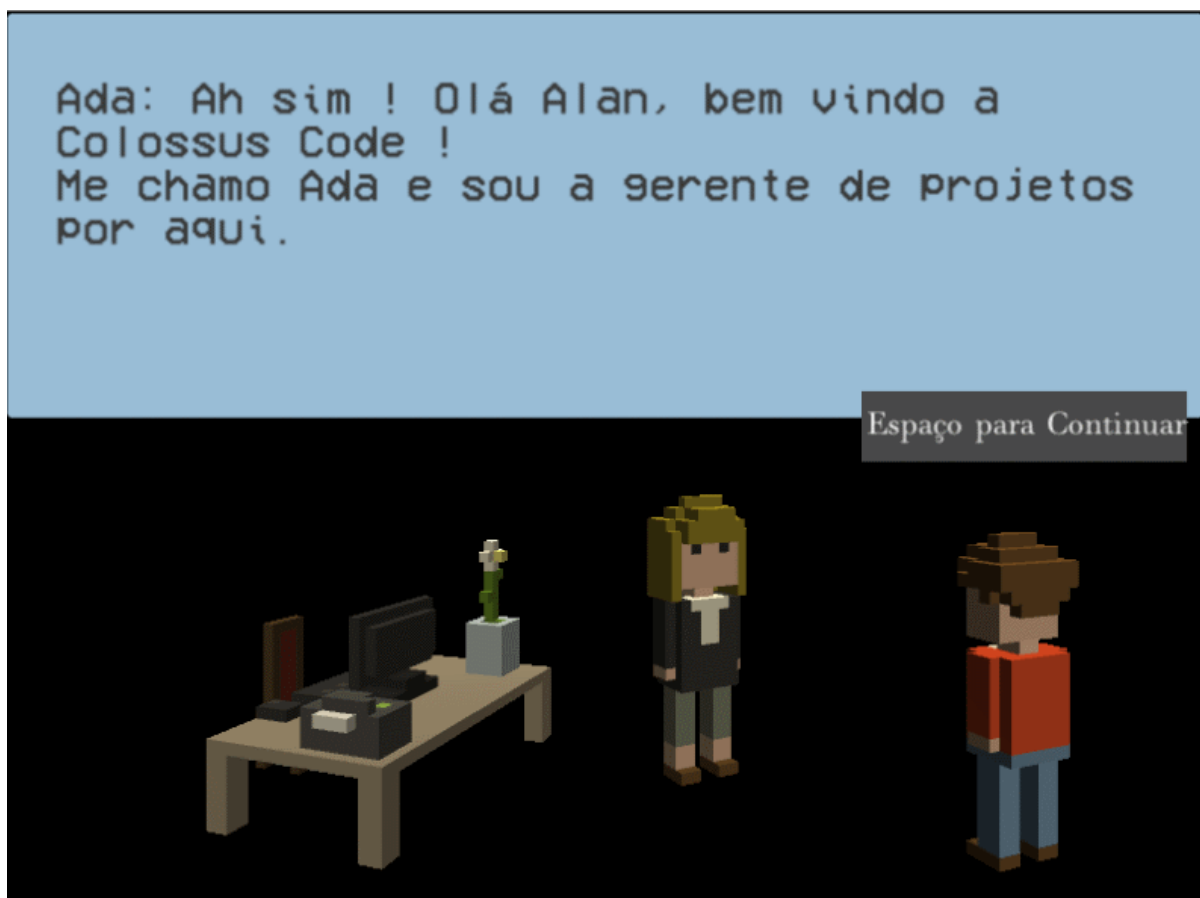 Ada: Ah sim ! Olá Alan, bem vindo a
Colossus Code !
Me chamo Ada e sou a gerente de projetos
por aqui.
Espaço para Continuar